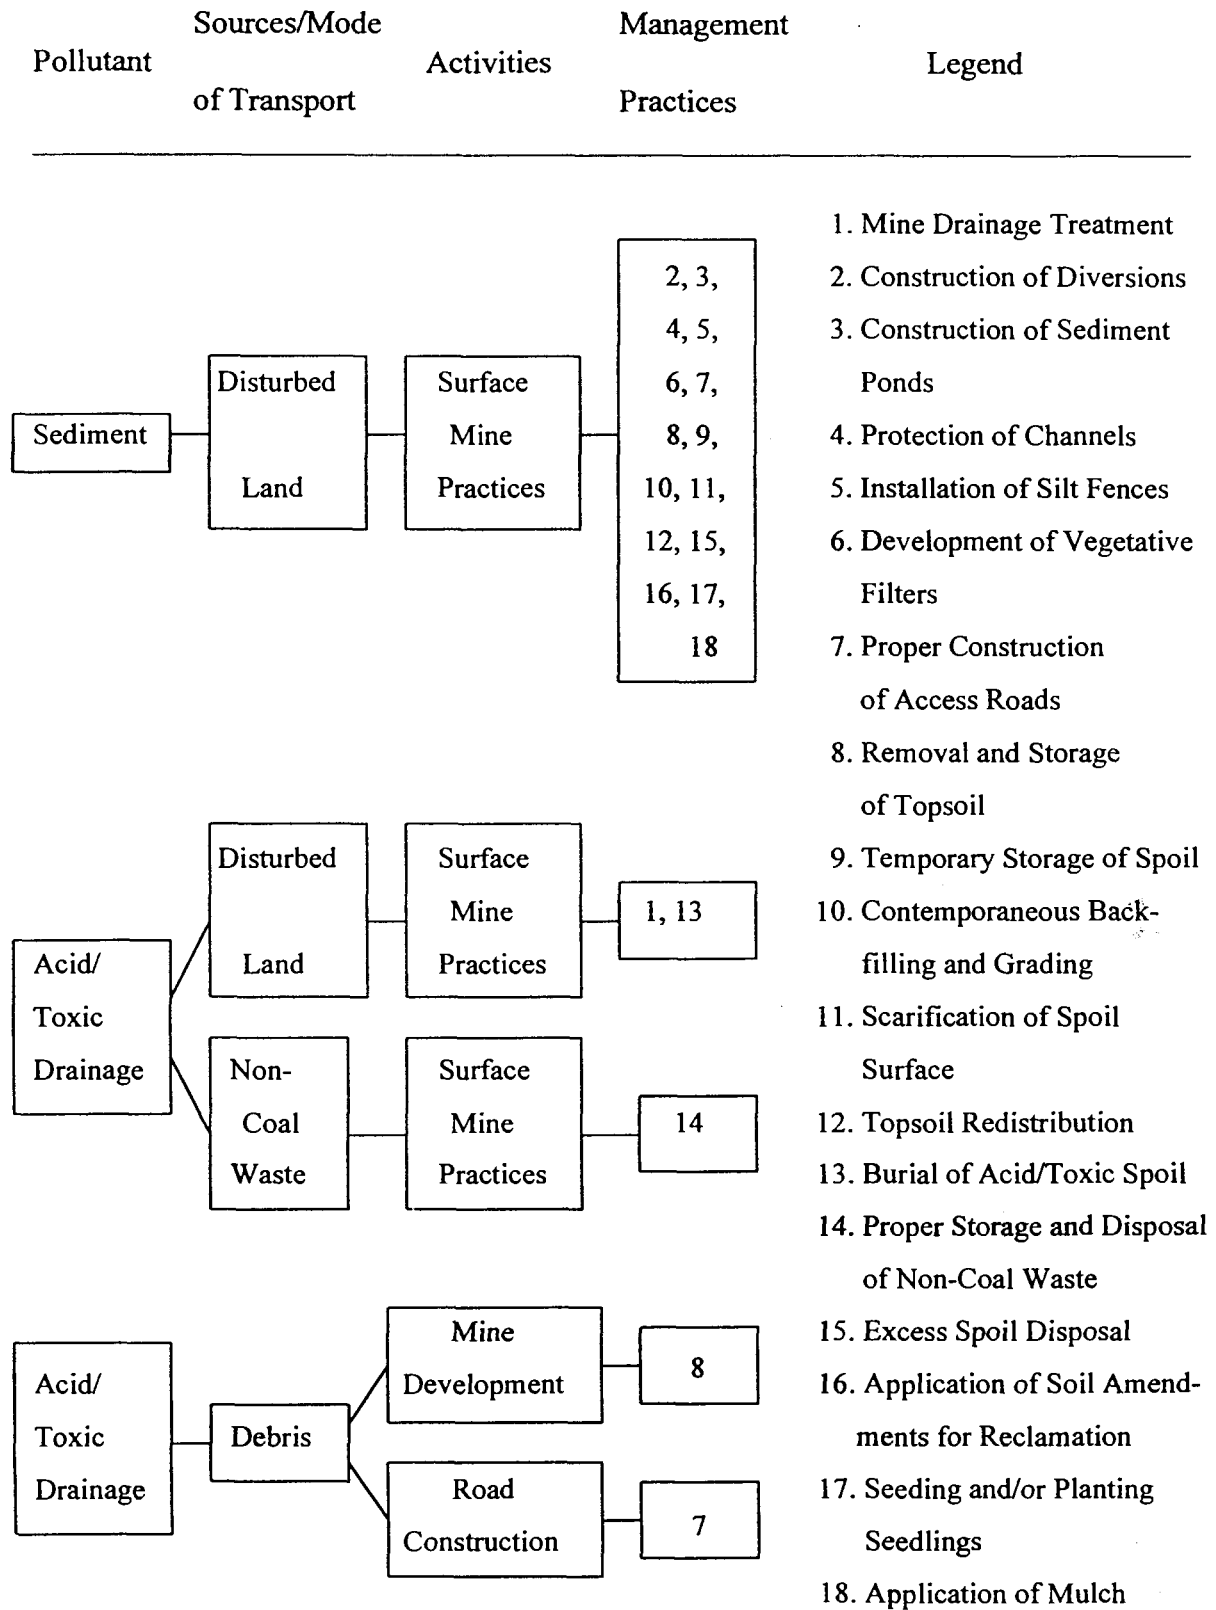 Pollutant
Sources/Mode
of Transport
Activities
Management
Practices
Legend
Sediment
Disturbed
Land
Surface
Mine
Practices
2, 3,
4, 5,
6, 7,
8, 9,
10, 11,
12, 15,
16, 17,
18
Acid/
Toxic
Drainage
Disturbed
Land
Surface
Mine
Practices
1, 13
Non-
Coal
Waste
Surface
Mine
Practices
14
Acid/
Toxic
Drainage
Debris
Mine
Development
8
Road
Construction
7
1. Mine Drainage Treatment
2. Construction of Diversions
3. Construction of Sediment
Ponds
4. Protection of Channels
5. Installation of Silt Fences
6. Development of Vegetative
Filters
7. Proper Construction
of Access Roads
8. Removal and Storage
of Topsoil
9. Temporary Storage of Spoil
10. Contemporaneous Back-
filling and Grading
11. Scarification of Spoil
Surface
12. Topsoil Redistribution
13. Burial of Acid/Toxic Spoil
14. Proper Storage and Disposal
of Non-Coal Waste
15. Excess Spoil Disposal
16. Application of Soil Amend-
ments for Reclamation
17. Seeding and/or Planting
Seedlings
18. Application of Mulch